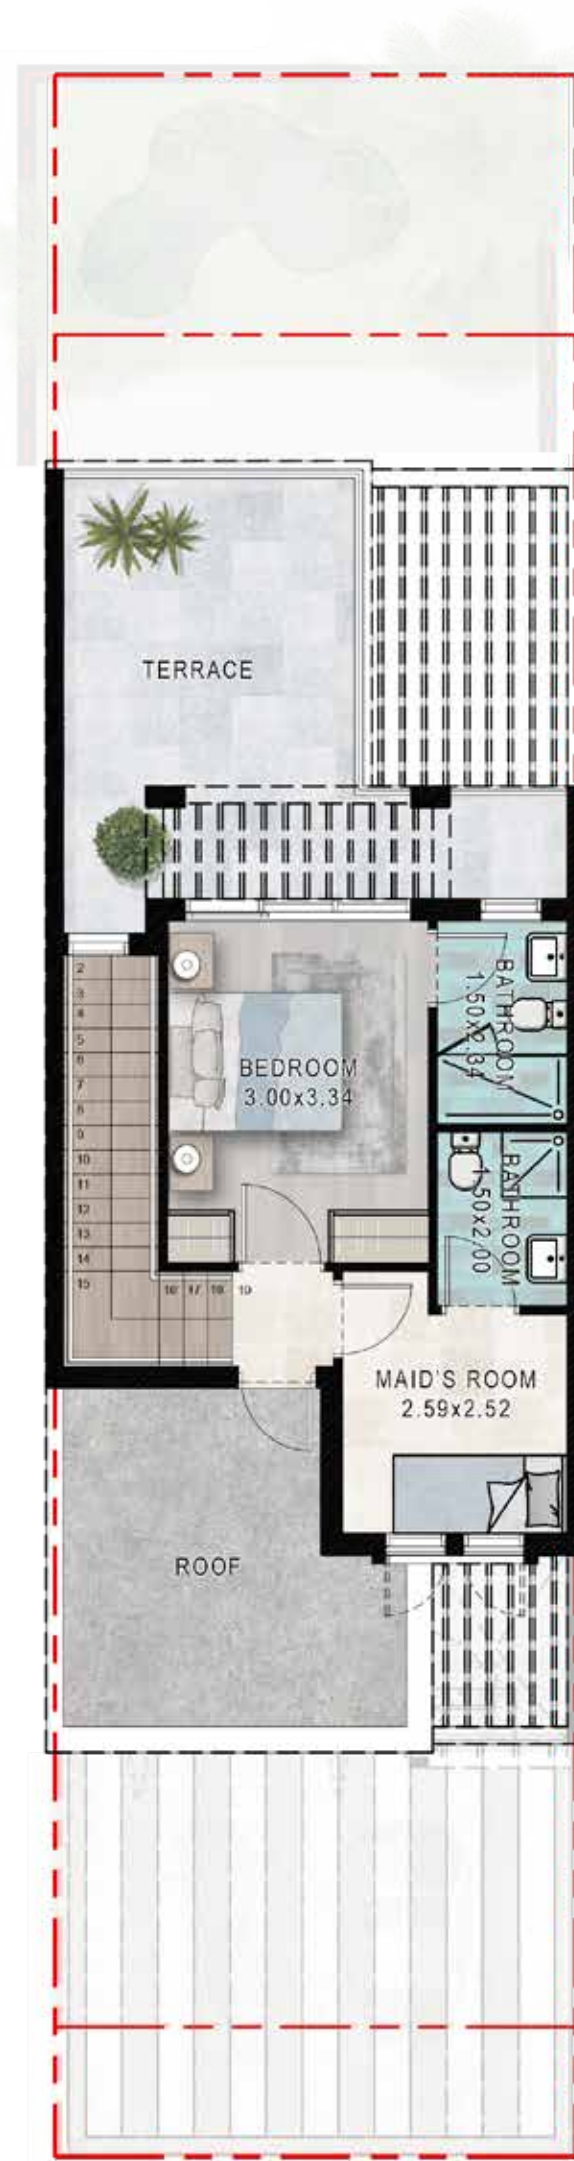 TERRACE
BATHROOM
1.50x2.34
2
3
4
5
6
7
8
9
10
11
12
13
14
15
16 17 18 19
BEDROOM
3.00x3.34
BATHROOM
1.50x2.00
MAID'S ROOM
2.59x2.52
ROOF